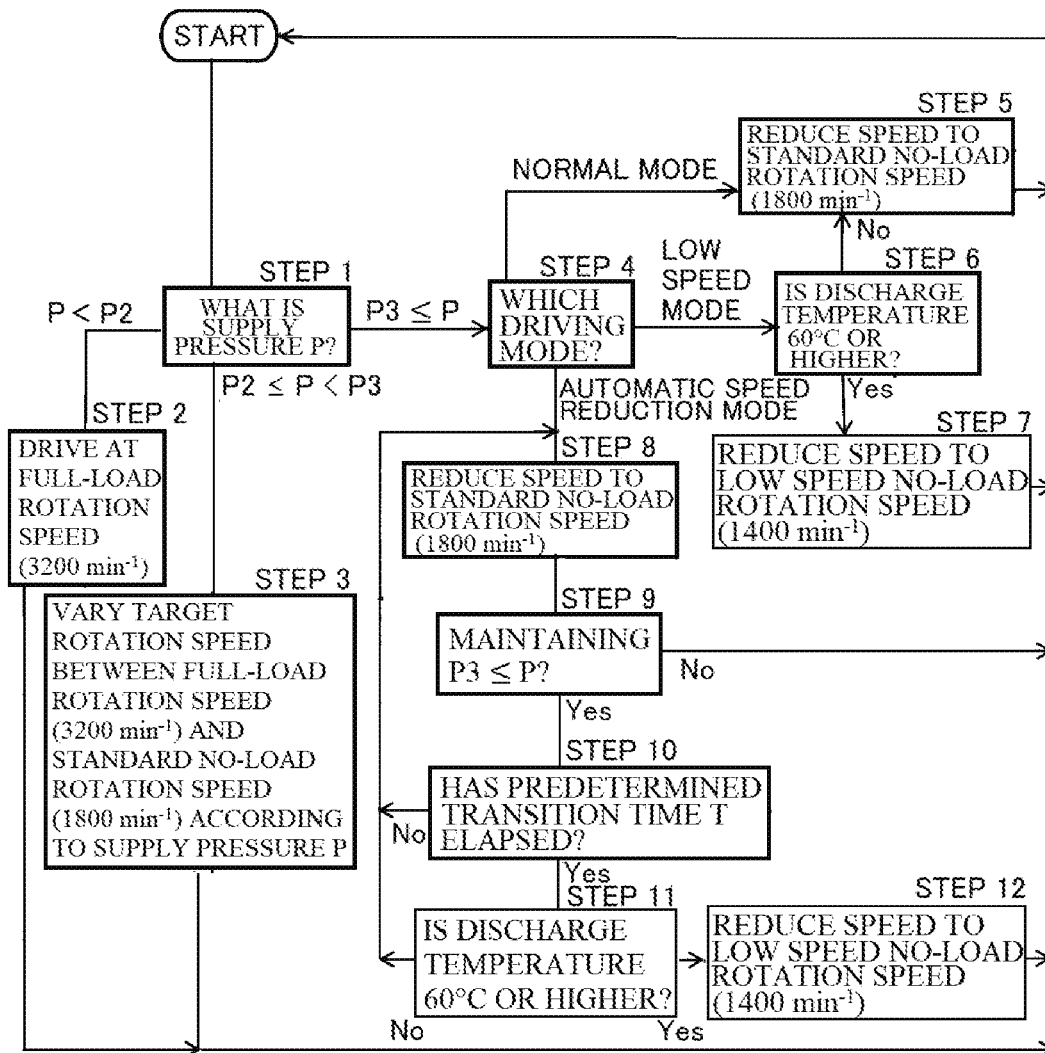 START
STEP 1
WHAT IS
SUPPLY
PRESSURE P?
P < P2
P2 ≤ P < P3
P3 ≤ P
STEP 2
DRIVE AT
FULL-LOAD
ROTATION
SPEED
(3200 min-1)
STEP 3
VARY TARGET
ROTATION SPEED
BETWEEN FULL-LOAD
ROTATION SPEED
(3200 min-1) AND
STANDARD NO-LOAD
ROTATION SPEED
(1800 min-1) ACCORDING
TO SUPPLY PRESSURE P
STEP 4
WHICH
DRIVING
MODE?
NORMAL MODE
LOW
SPEED
MODE
AUTOMATIC SPEED
REDUCTION MODE
STEP 5
REDUCE SPEED TO
STANDARD NO-LOAD
ROTATION SPEED
(1800 min-1)
No
STEP 6
IS DISCHARGE
TEMPERATURE
60°C OR
HIGHER?
Yes
STEP 7
REDUCE SPEED TO
LOW SPEED NO-LOAD
ROTATION SPEED
(1400 min-1)
STEP 8
REDUCE SPEED TO
STANDARD NO-LOAD
ROTATION SPEED
(1800 min-1)
STEP 9
MAINTAINING
P3 ≤ P?
No
Yes
STEP 10
HAS PREDETERMINED
TRANSITION TIME T
ELAPSED?
No
Yes
STEP 11
IS DISCHARGE
TEMPERATURE
60°C OR HIGHER?
No
Yes
STEP 12
REDUCE SPEED TO
LOW SPEED NO-LOAD
ROTATION SPEED
(1400 min-1)